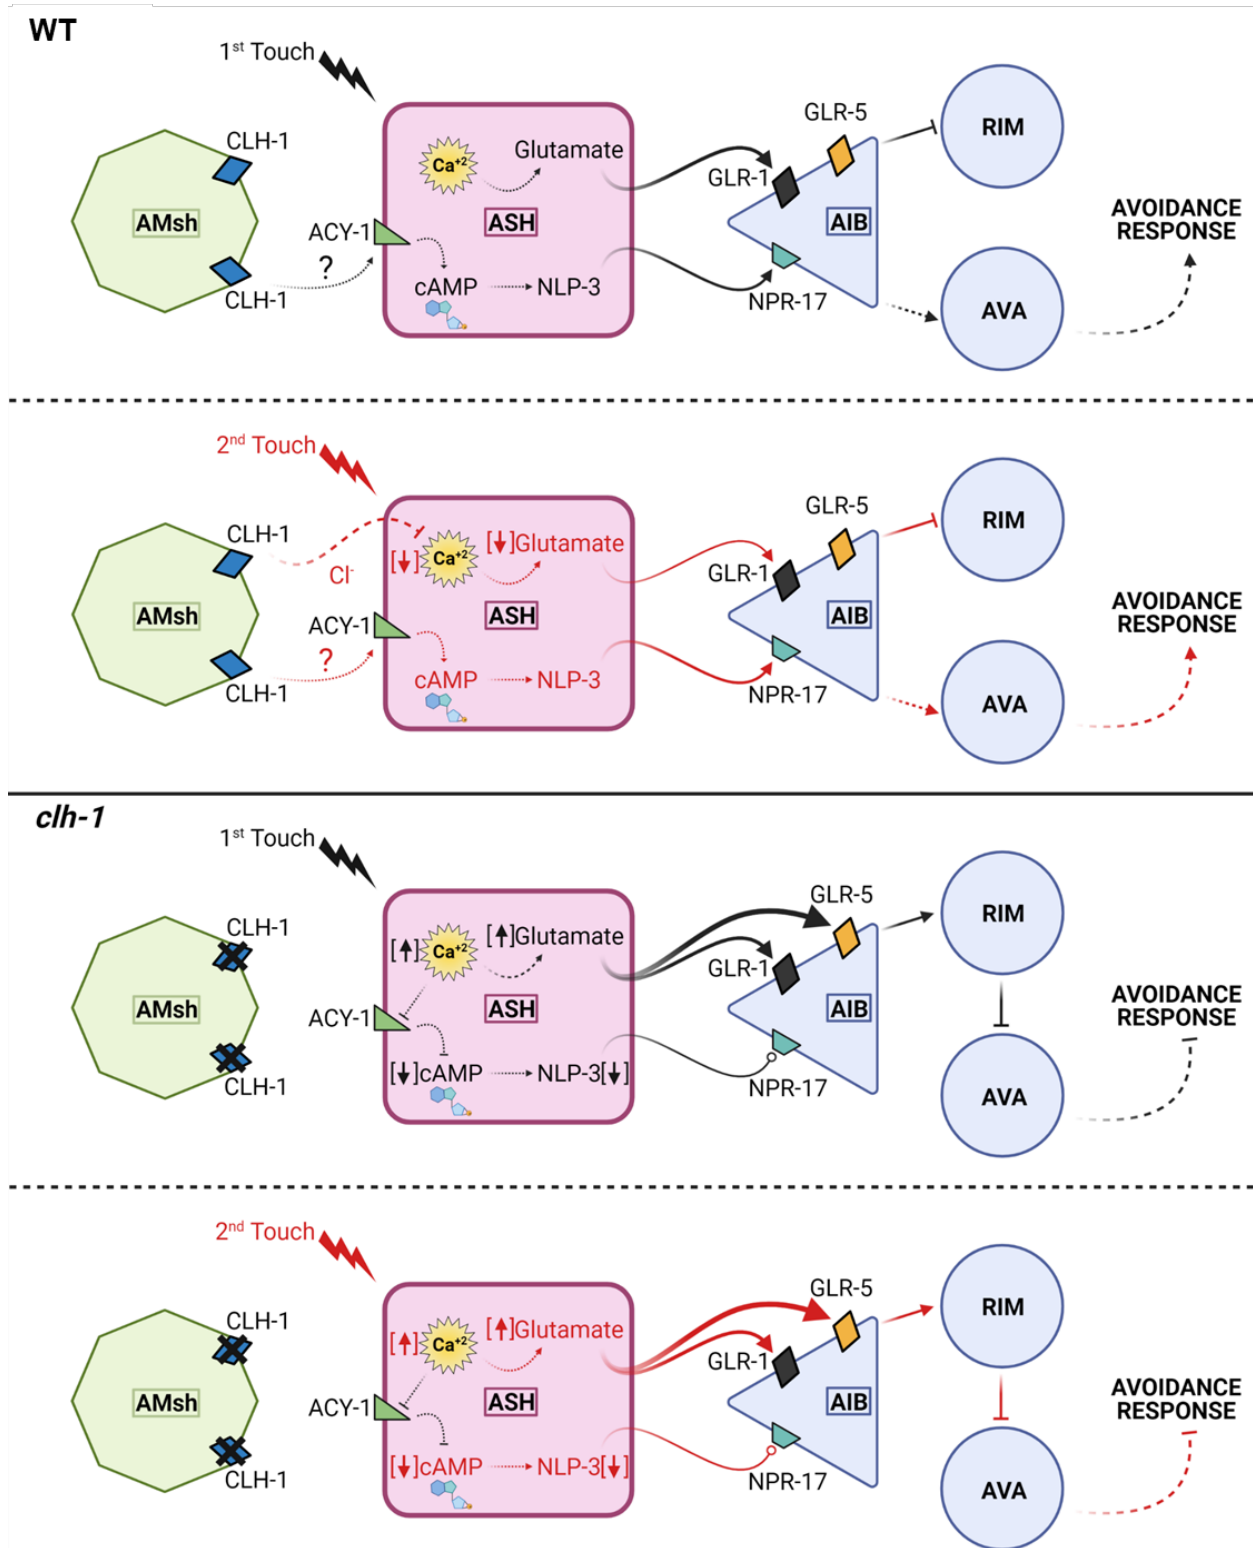 WT
1st Touch
CLH-1
AMsh
CLH-1
ACY-1
?
Ca+2
Glutamate
ASH
cAMP
NLP-3
GLR-5
GLR-1
AIB
NPR-17
RIM
AVA
AVOIDANCE
RESPONSE
2nd Touch
CLH-1
Cl-
AMsh
CLH-1
ACY-1
?
[↓]
Ca+2
[↓]Glutamate
ASH
cAMP
NLP-3
GLR-5
GLR-1
AIB
NPR-17
RIM
AVA
AVOIDANCE
RESPONSE
clh-1
1st Touch
CLH-1
AMsh
CLH-1
ACY-1
[↑]
Ca+2
[↑]Glutamate
ASH
[↓]cAMP
NLP-3[↓]
GLR-5
GLR-1
AIB
NPR-17
RIM
AVA
AVOIDANCE
RESPONSE
2nd Touch
CLH-1
AMsh
CLH-1
ACY-1
[↑]
Ca+2
[↑]Glutamate
ASH
[↓]cAMP
NLP-3[↓]
GLR-5
GLR-1
AIB
NPR-17
RIM
AVA
AVOIDANCE
RESPONSE